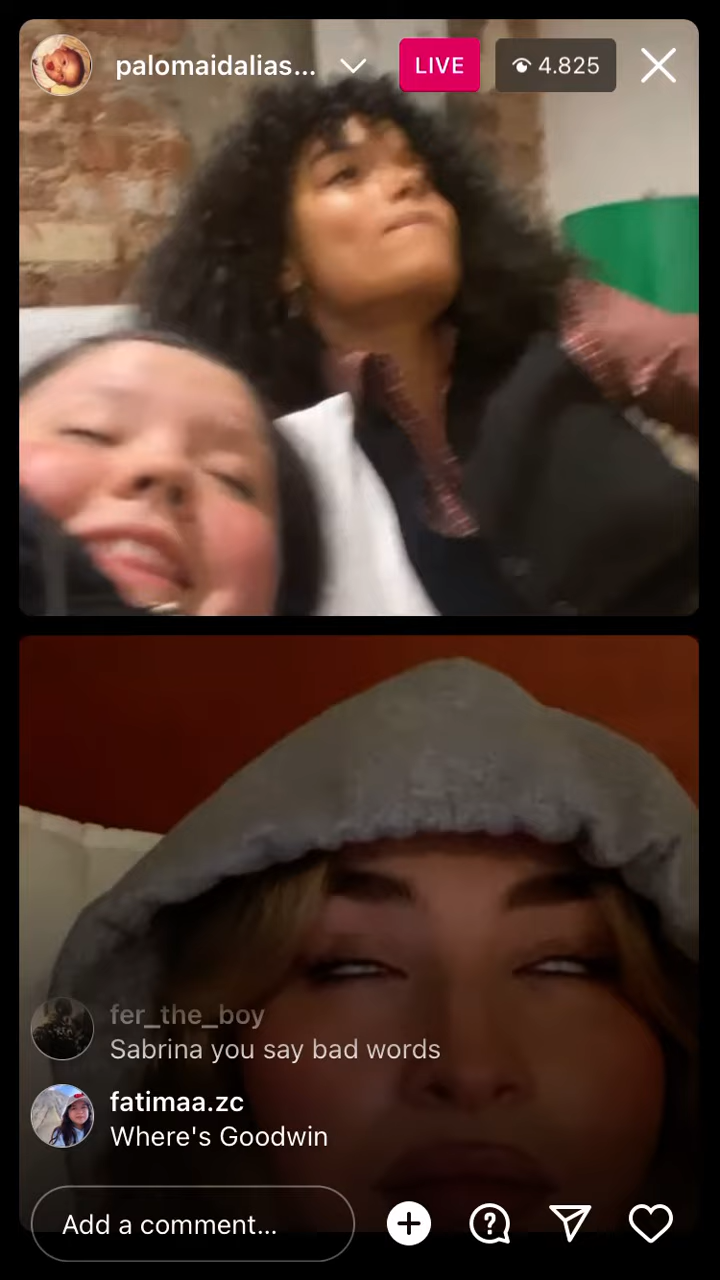 palomaidalias...
LIVE
4.825
fer_the_boy
Sabrina you say bad words
fatimaa.zc
Where's Goodwin
Add a comment...